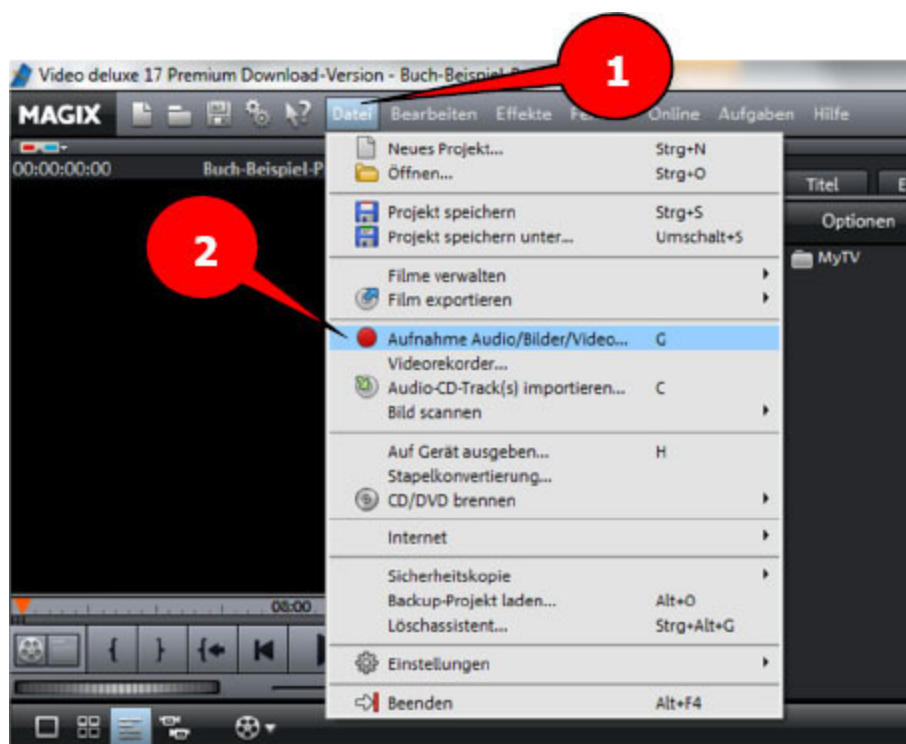 1
Video deluxe 17 Premium Download-Version - Buch-Beispiel-P
MAGIX Datei Bearbeiten Effekte Online Aufgaben Hilfe
00:00:00:00 Buch-Beispiel-P
Neues Projekt... Strg+N
Öffnen... Strg+O
Titel
Projekt speichern Strg+S
Optionen
Projekt speichern unter... Umschalt+S
2
MyTV
Filme verwalten
Film exportieren
Aufnahme Audio/Bilder/Video... G
Videorekorder...
Audio-CD-Track(s) importieren... C
Bild scannen
Auf Gerät ausgeben... H
Stapelkonvertierung...
CD/DVD brennen
Internet
Sicherheitskopie
Backup-Projekt laden... Alt+O
08:00
Löschassistent... Strg+Alt+G
Einstellungen
Beenden Alt+F4